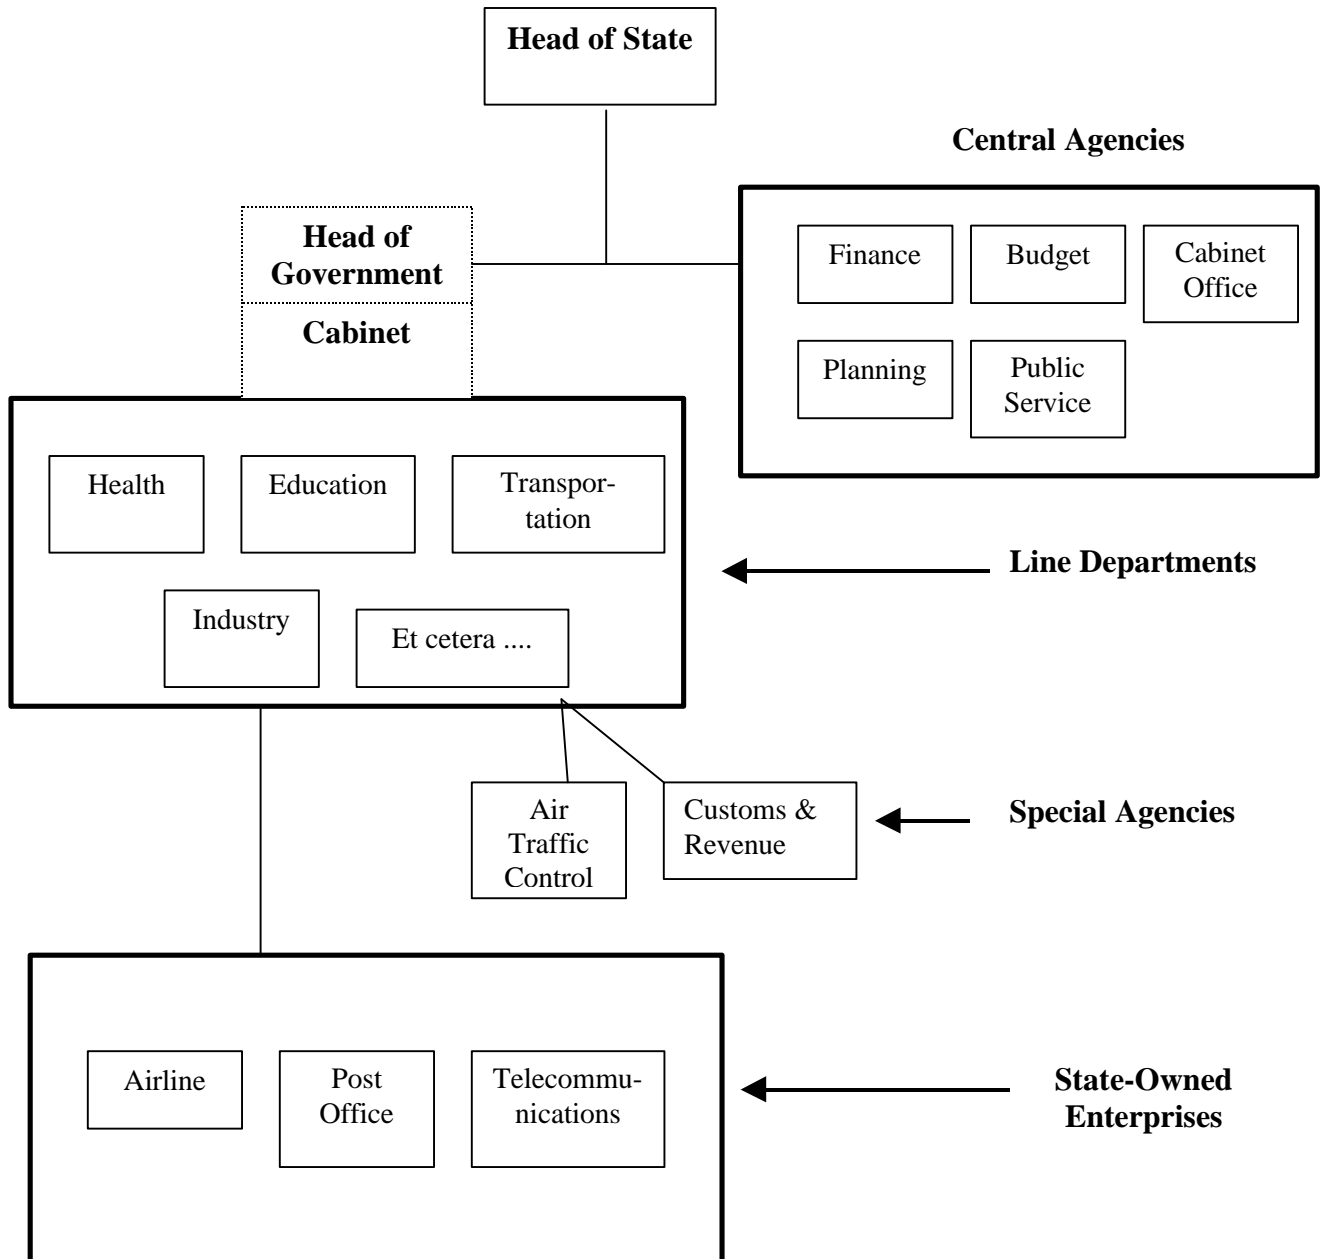 Head of State
Central Agencies
Head of
Government
Cabinet
Finance
Budget
Cabinet
Office
Planning
Public
Service
Health
Education
Transpor-
tation
Line Departments
Industry
Et cetera ....
Air
Traffic
Control
Customs &
Revenue
Special Agencies
Airline
Post
Office
Telecommu-
nications
State-Owned
Enterprises